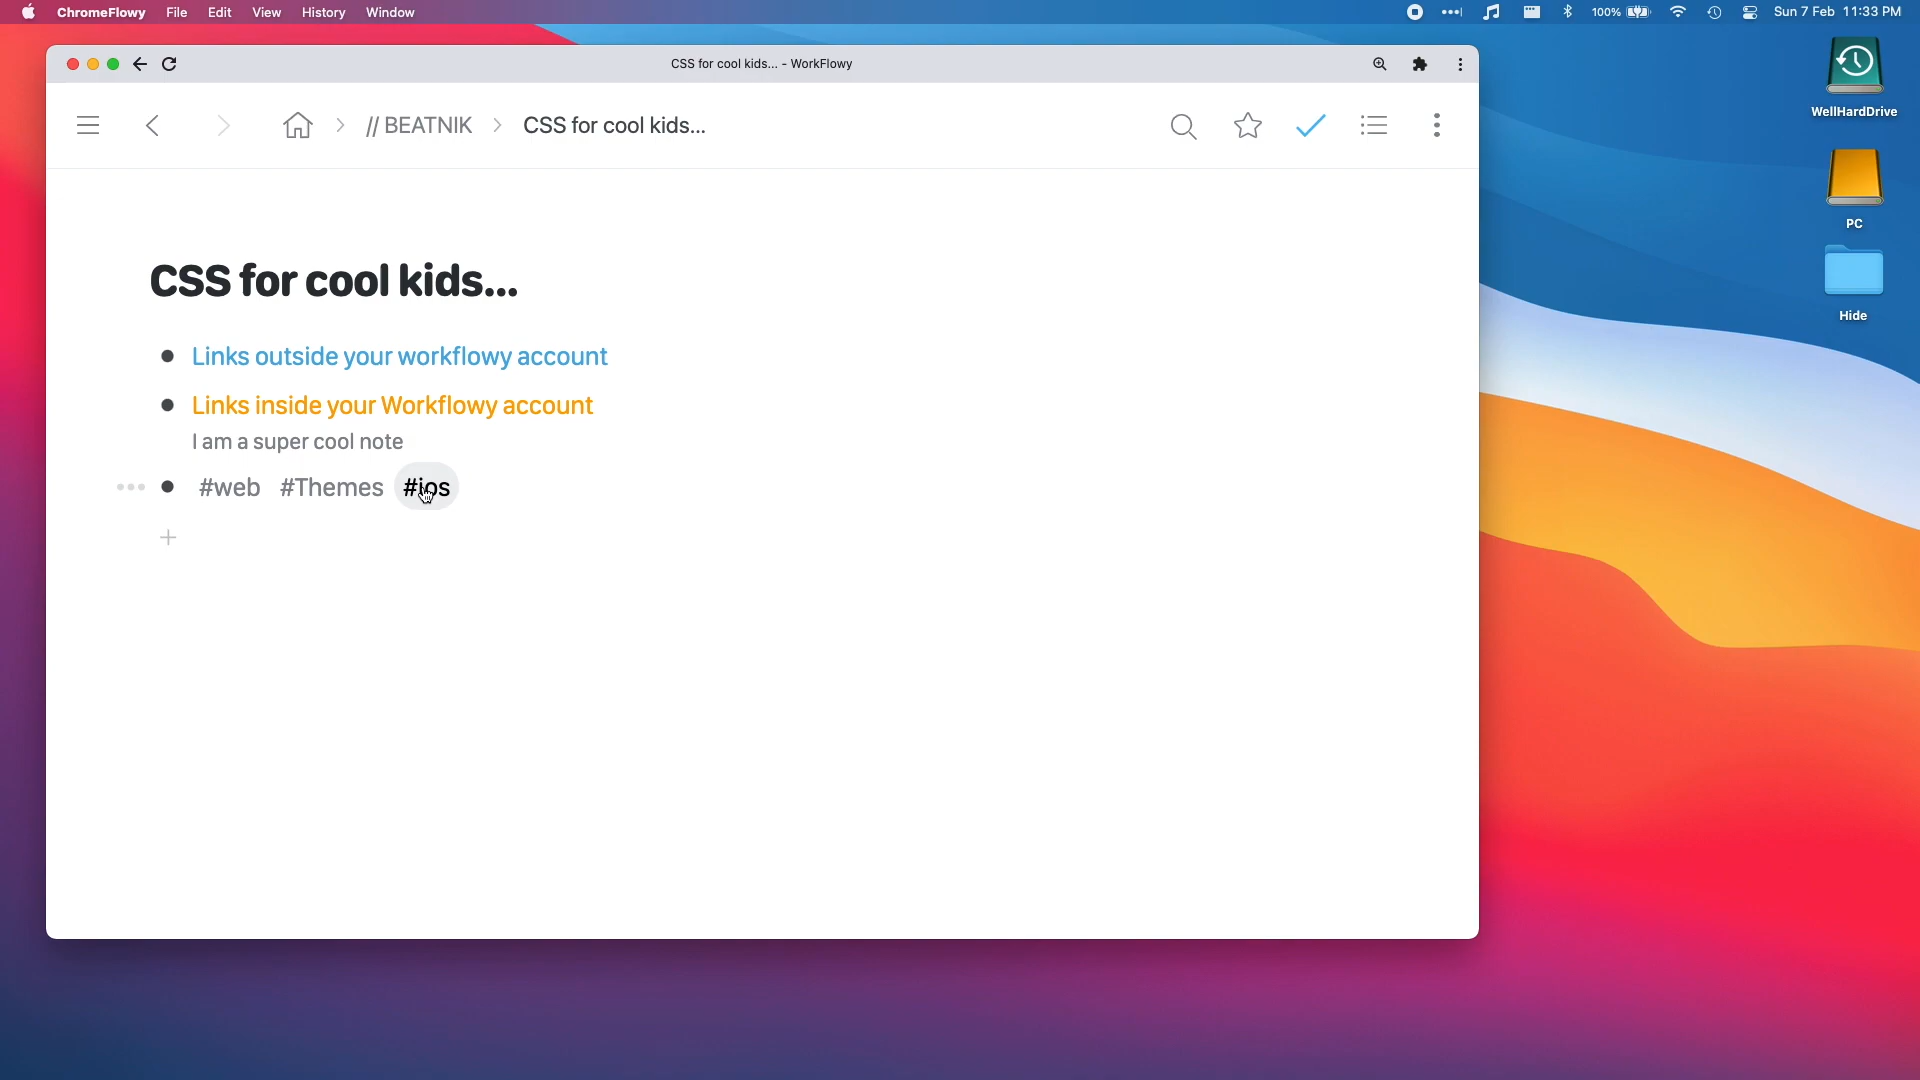 ChromeFlowy File Edit View History Window 100% Sun 7 Feb 11:33 PM
CSS for cool kids... - WorkFlowy
// BEATNIK > CSS for cool kids...
CSS for cool kids...
Links outside your workflowy account
Links inside your Workflowy account
I am a super cool note
#web #Themes #ios
WellHardDrive
PC
Hide